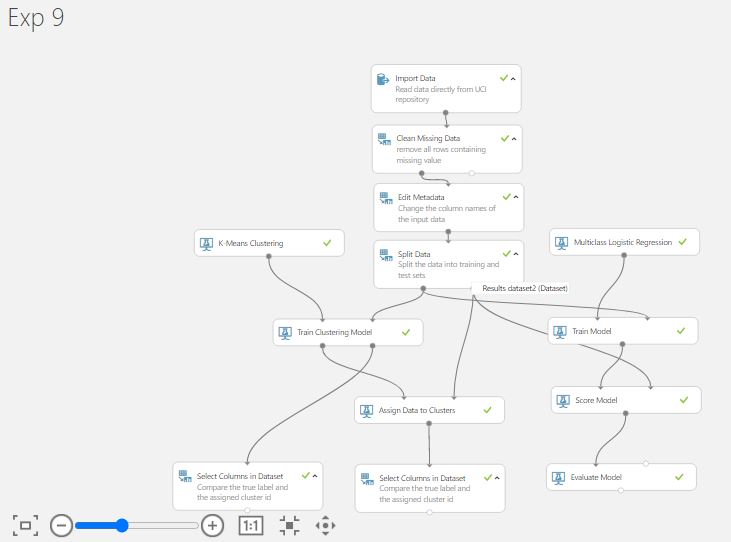 Exp 9
Import Data
Read data directly from UCI
repository
Clean Missing Data
remove all rows containing
missing value
Edit Metadata
Change the column names of
the input data
K-Means Clustering
Multiclass Logistic Regression
Split Data
Split the data into training and
test sets
Results dataset2 (Dataset)
Train Clustering Model
Train Model
Assign Data to Clusters
Score Model
Select Columns in Dataset
Compare the true label and
the assigned cluster id
Select Columns in Dataset
Compare the true label and
the assigned cluster id
Evaluate Model
1:1